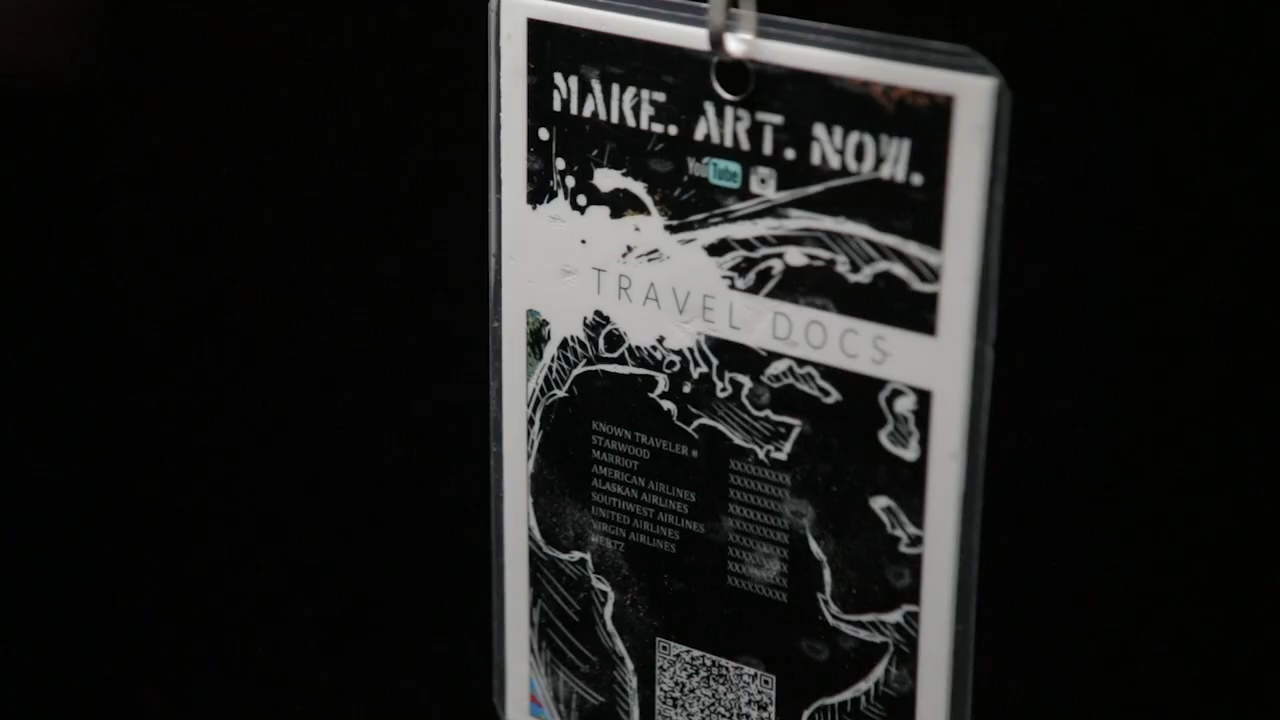 MAKE. ART. NOW.
YouTube
TRAVEL DOCS
KNOWN TRAVELER # XXXXXXXXX
STARWOOD XXXXXXXXX
MARRIOT XXXXXXXXX
AMERICAN AIRLINES XXXXXXXXX
ALASKAN AIRLINES XXXXXXXXX
SOUTHWEST AIRLINES XXXXXXXXX
UNITED AIRLINES XXXXXXXXX
VIRGIN AIRLINES XXXXXXXXX
HERTZ XXXXXXXXX